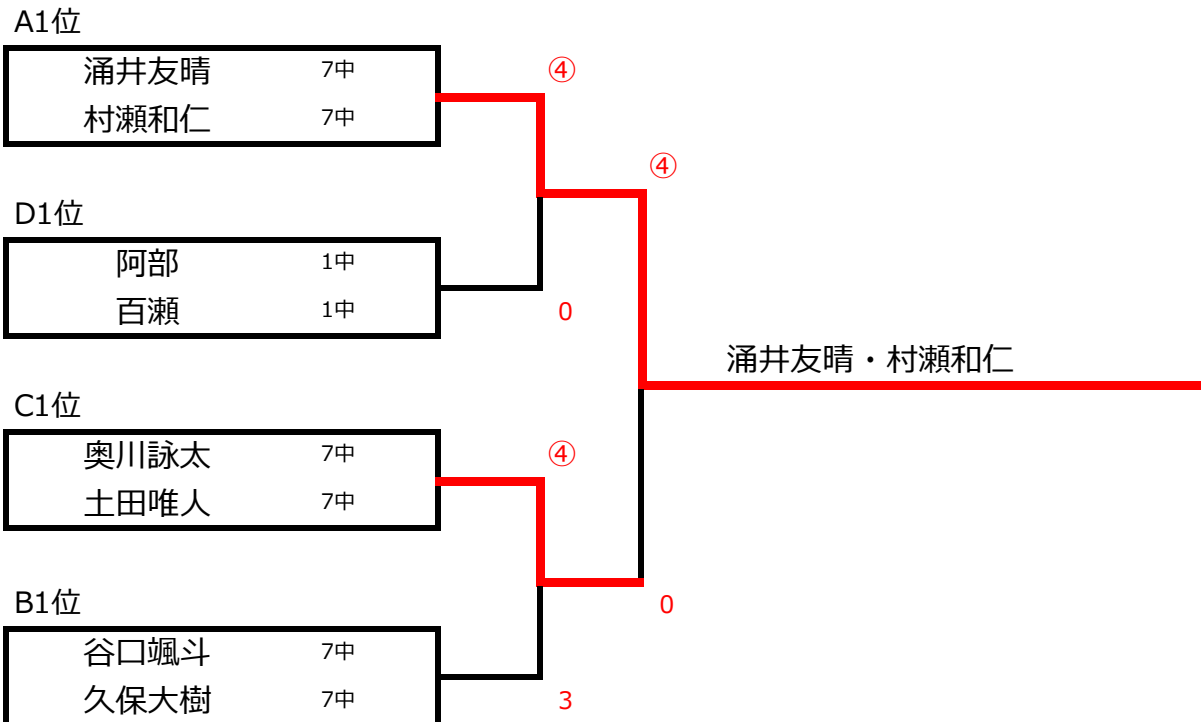 A1位
涌井友晴 7中
④
村瀬和仁 7中
④
D1位
阿部 1中
百瀬 1中
0
涌井友晴・村瀬和仁
C1位
奥川詠太 7中
④
土田唯人 7中
B1位
0
谷口颯斗 7中
久保大樹 7中
3